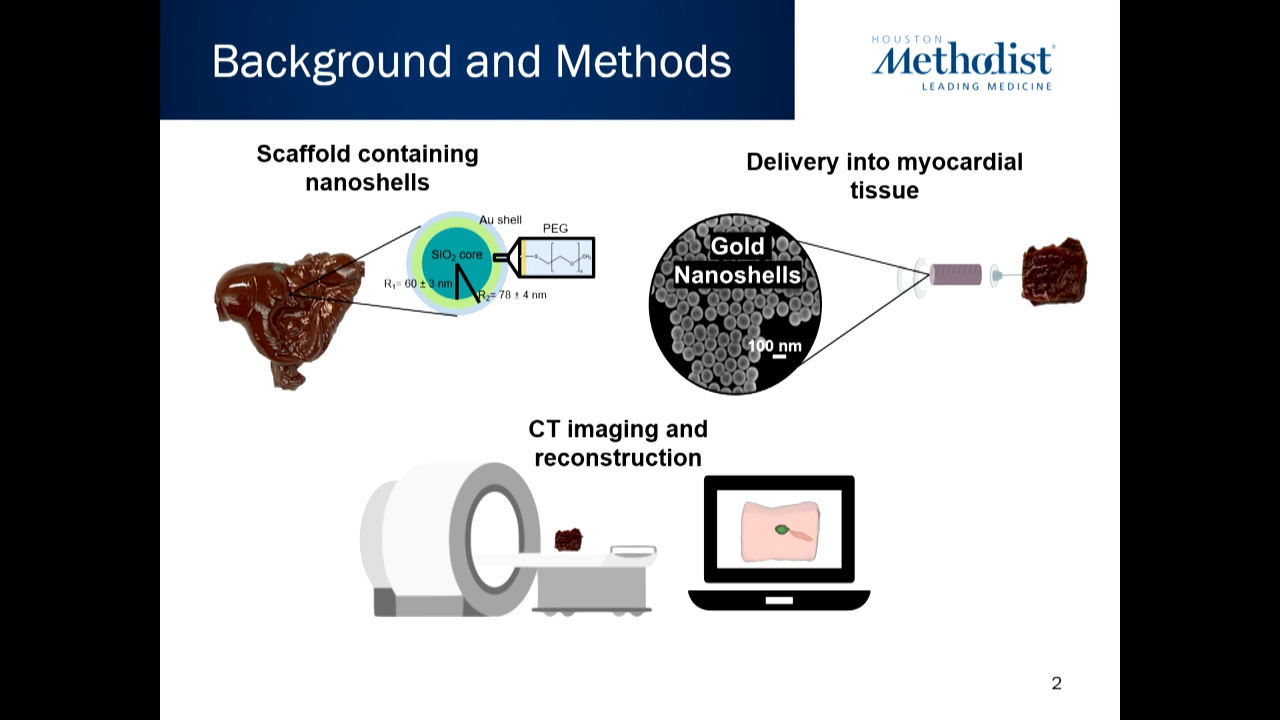 Background and Methods
HOUSTON
Methodist®
LEADING MEDICINE
Scaffold containing
nanoshells
Au shell
PEG
SIO₂ core
R₁= 60 ± 3 nm
R₂= 78 ± 4 nm
Delivery into myocardial
tissue
Gold
Nanoshells
100 nm
CT imaging and
reconstruction
2